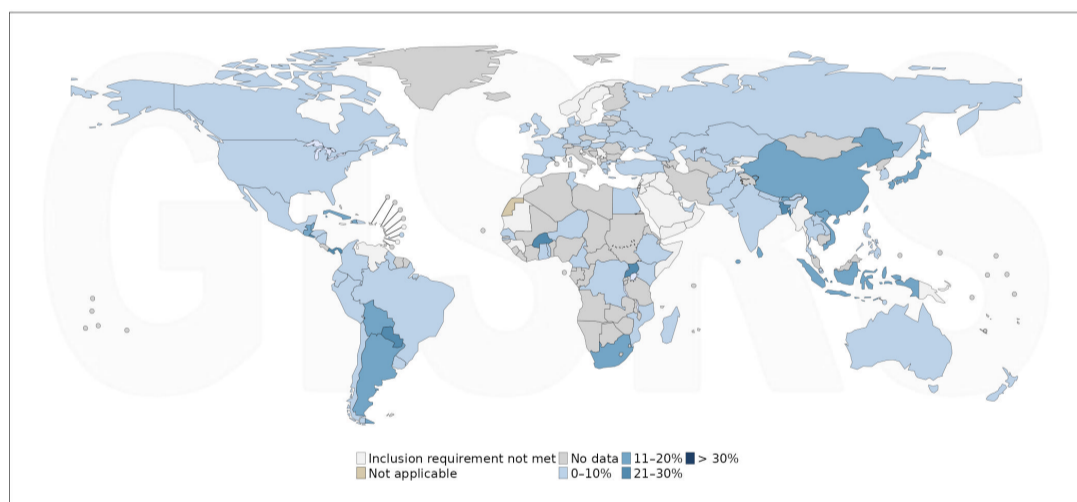 GISRS
Inclusion requirement not met No data 11–20% > 30%
Not applicable 0–10% 21–30%